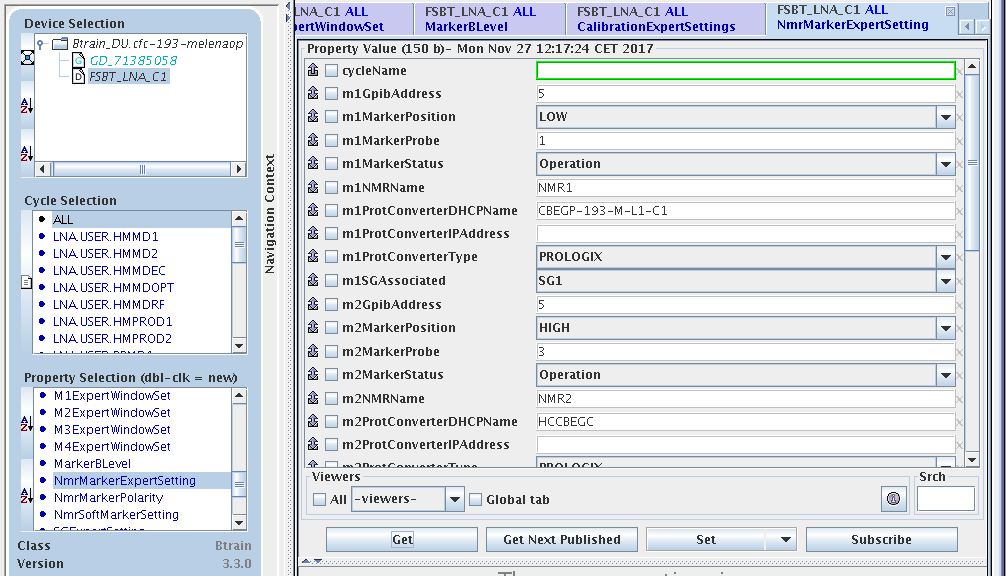 Device Selection
Btrain_DU.cfc-193-melenaop
GD_71385058
FSBT_LNA_C1
Cycle Selection
ALL
LNA.USER.HMMD1
LNA.USER.HMMD2
LNA.USER.HMMDEC
LNA.USER.HMMDOPT
LNA.USER.HMMDRF
LNA.USER.HMPROD1
LNA.USER.HMPROD2
Property Selection (dbl-clk = new)
M1ExpertWindowSet
M2ExpertWindowSet
M3ExpertWindowSet
M4ExpertWindowSet
MarkerBLevel
NmrMarkerExpertSetting
NmrMarkerPolarity
NmrSoftMarkerSetting
SGExpertSetting
Class Btrain
Version 3.3.0
Navigation Context
LNA_C1 ALL
pertWindowSet
FSBT_LNA_C1 ALL
MarkerBLevel
FSBT_LNA_C1 ALL
CalibrationExpertSettings
FSBT_LNA_C1 ALL
NmrMarkerExpertSetting
Property Value (150 b)- Mon Nov 27 12:17:24 CET 2017
cycleName
m1GpibAddress 5
m1MarkerPosition LOW
m1MarkerProbe 1
m1MarkerStatus Operation
m1NMRName NMR1
m1ProtConverterDHCPName CBEGP-193-M-L1-C1
m1ProtConverterIPAddress
m1ProtConverterType PROLOGIX
m1SGAssociated SG1
m2GpibAddress 5
m2MarkerPosition HIGH
m2MarkerProbe 3
m2MarkerStatus Operation
m2NMRName NMR2
m2ProtConverterDHCPName HCCBEGC
m2ProtConverterIPAddress
m2ProtConverterType PROLOGIX
Viewers
All -viewers- Global tab
Srch
Get Get Next Published Set Subscribe